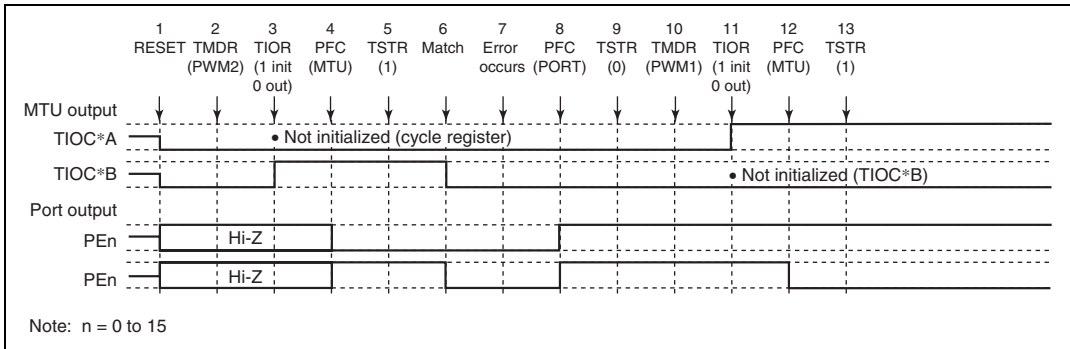 1 2 3 4 5 6 7 8 9 10 11 12 13
RESET TMDR TIOR PFC TSTR Match Error PFC TSTR TMDR TIOR PFC TSTR
(PWM2) (1 init (MTU) (1) occurs (PORT) (0) (PWM1) (1 init (MTU) (1)
0 out) 0 out)
MTU output
TIOC*A • Not initialized (cycle register)
TIOC*B • Not initialized (TIOC*B)
Port output
PEn Hi-Z
PEn Hi-Z
Note: n = 0 to 15